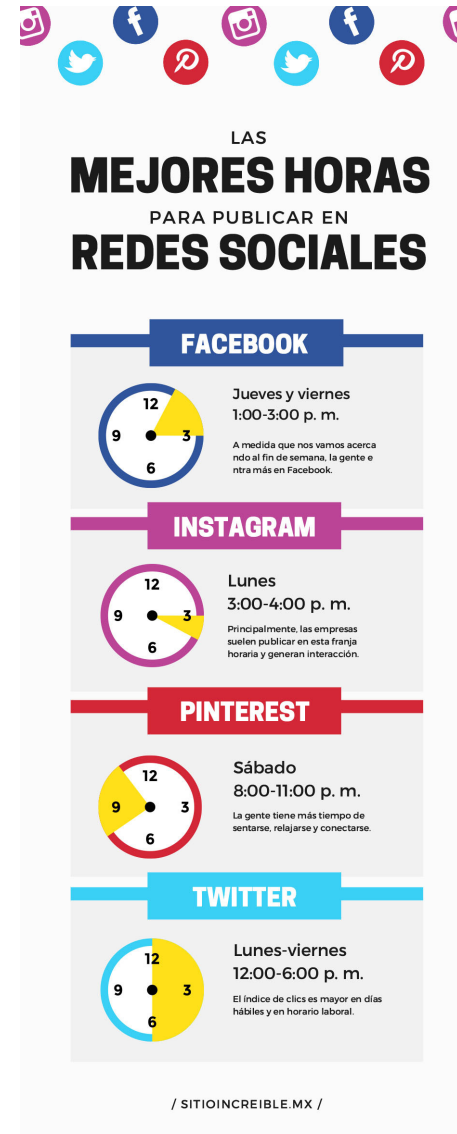 LAS
MEJORES HORAS
PARA PUBLICAR EN
REDES SOCIALES
FACEBOOK
12
9 3
6
Jueves y viernes
1:00-3:00 p. m.
A medida que nos vamos acerca
ndo al fin de semana, la gente e
ntra más en Facebook.
INSTAGRAM
12
9 3
6
Lunes
3:00-4:00 p. m.
Principalmente, las empresas
suelen publicar en esta franja
horaria y generan interacción.
PINTEREST
12
9 3
6
Sábado
8:00-11:00 p. m.
La gente tiene más tiempo de
sentarse, relajarse y conectarse.
TWITTER
12
9 3
6
Lunes-viernes
12:00-6:00 p. m.
El índice de clics es mayor en días
hábiles y en horario laboral.
/ SITIOINCREIBLE.MX /